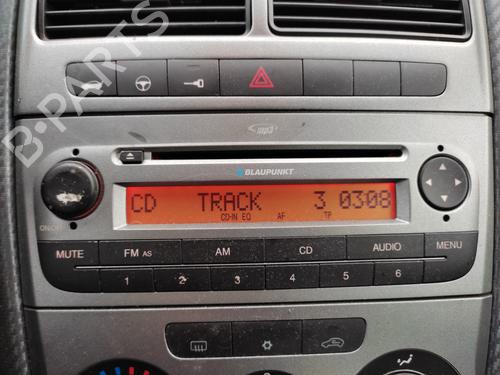 B-PARTS
mp3
BLAUPUNKT
CD TRACK 3 0308
CD-IN EQ AF TP
ON/OFF
MUTE FM AS AM CD AUDIO MENU
1 2 3 4 5 6